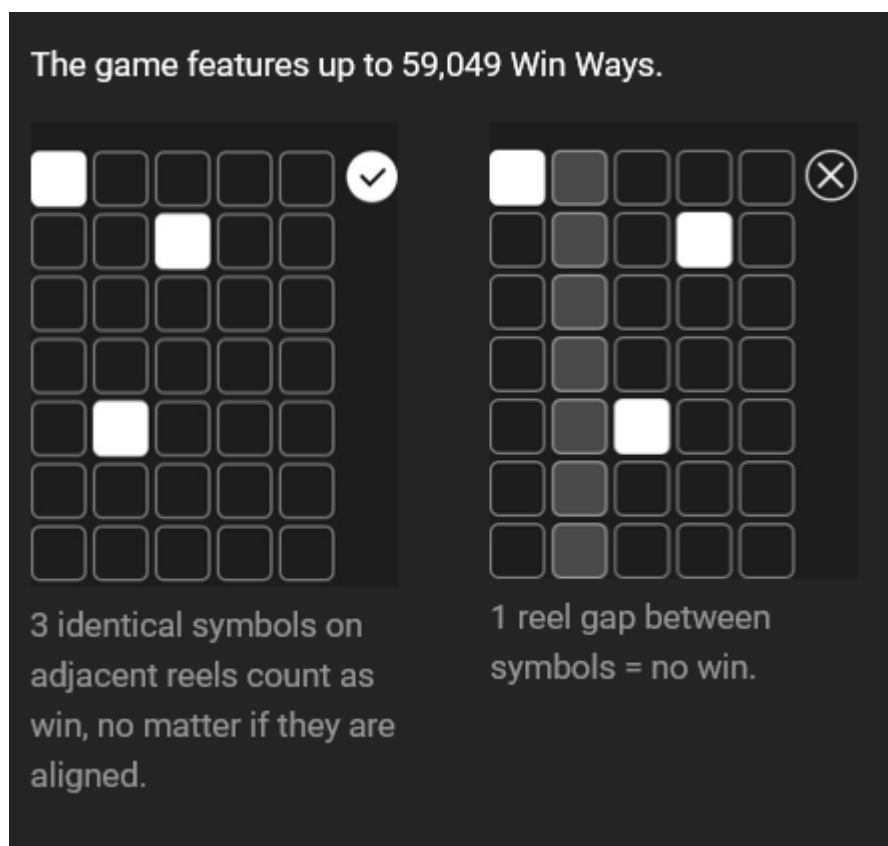 The game features up to 59,049 Win Ways.
3 identical symbols on
adjacent reels count as
win, no matter if they are
aligned.
1 reel gap between
symbols = no win.